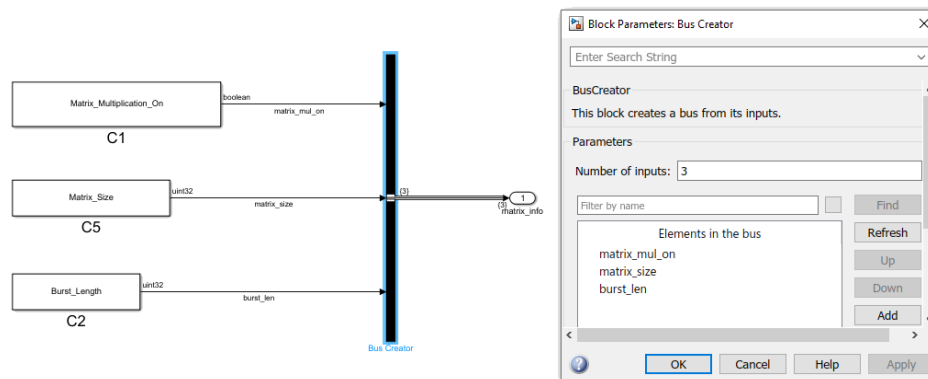 Matrix_Multiplication_On
boolean
matrix_mul_on
C1
Matrix_Size
uint32
matrix_size
C5
Burst_Length
uint32
burst_len
C2
{3}
{3}
1
matrix_info
Bus Creator
Block Parameters: Bus Creator
Enter Search String
BusCreator
This block creates a bus from its inputs.
Parameters
Number of inputs: 3
Filter by name
Find
Elements in the bus
Refresh
matrix_mul_on
matrix_size
Up
burst_len
Down
Add
OK Cancel Help Apply